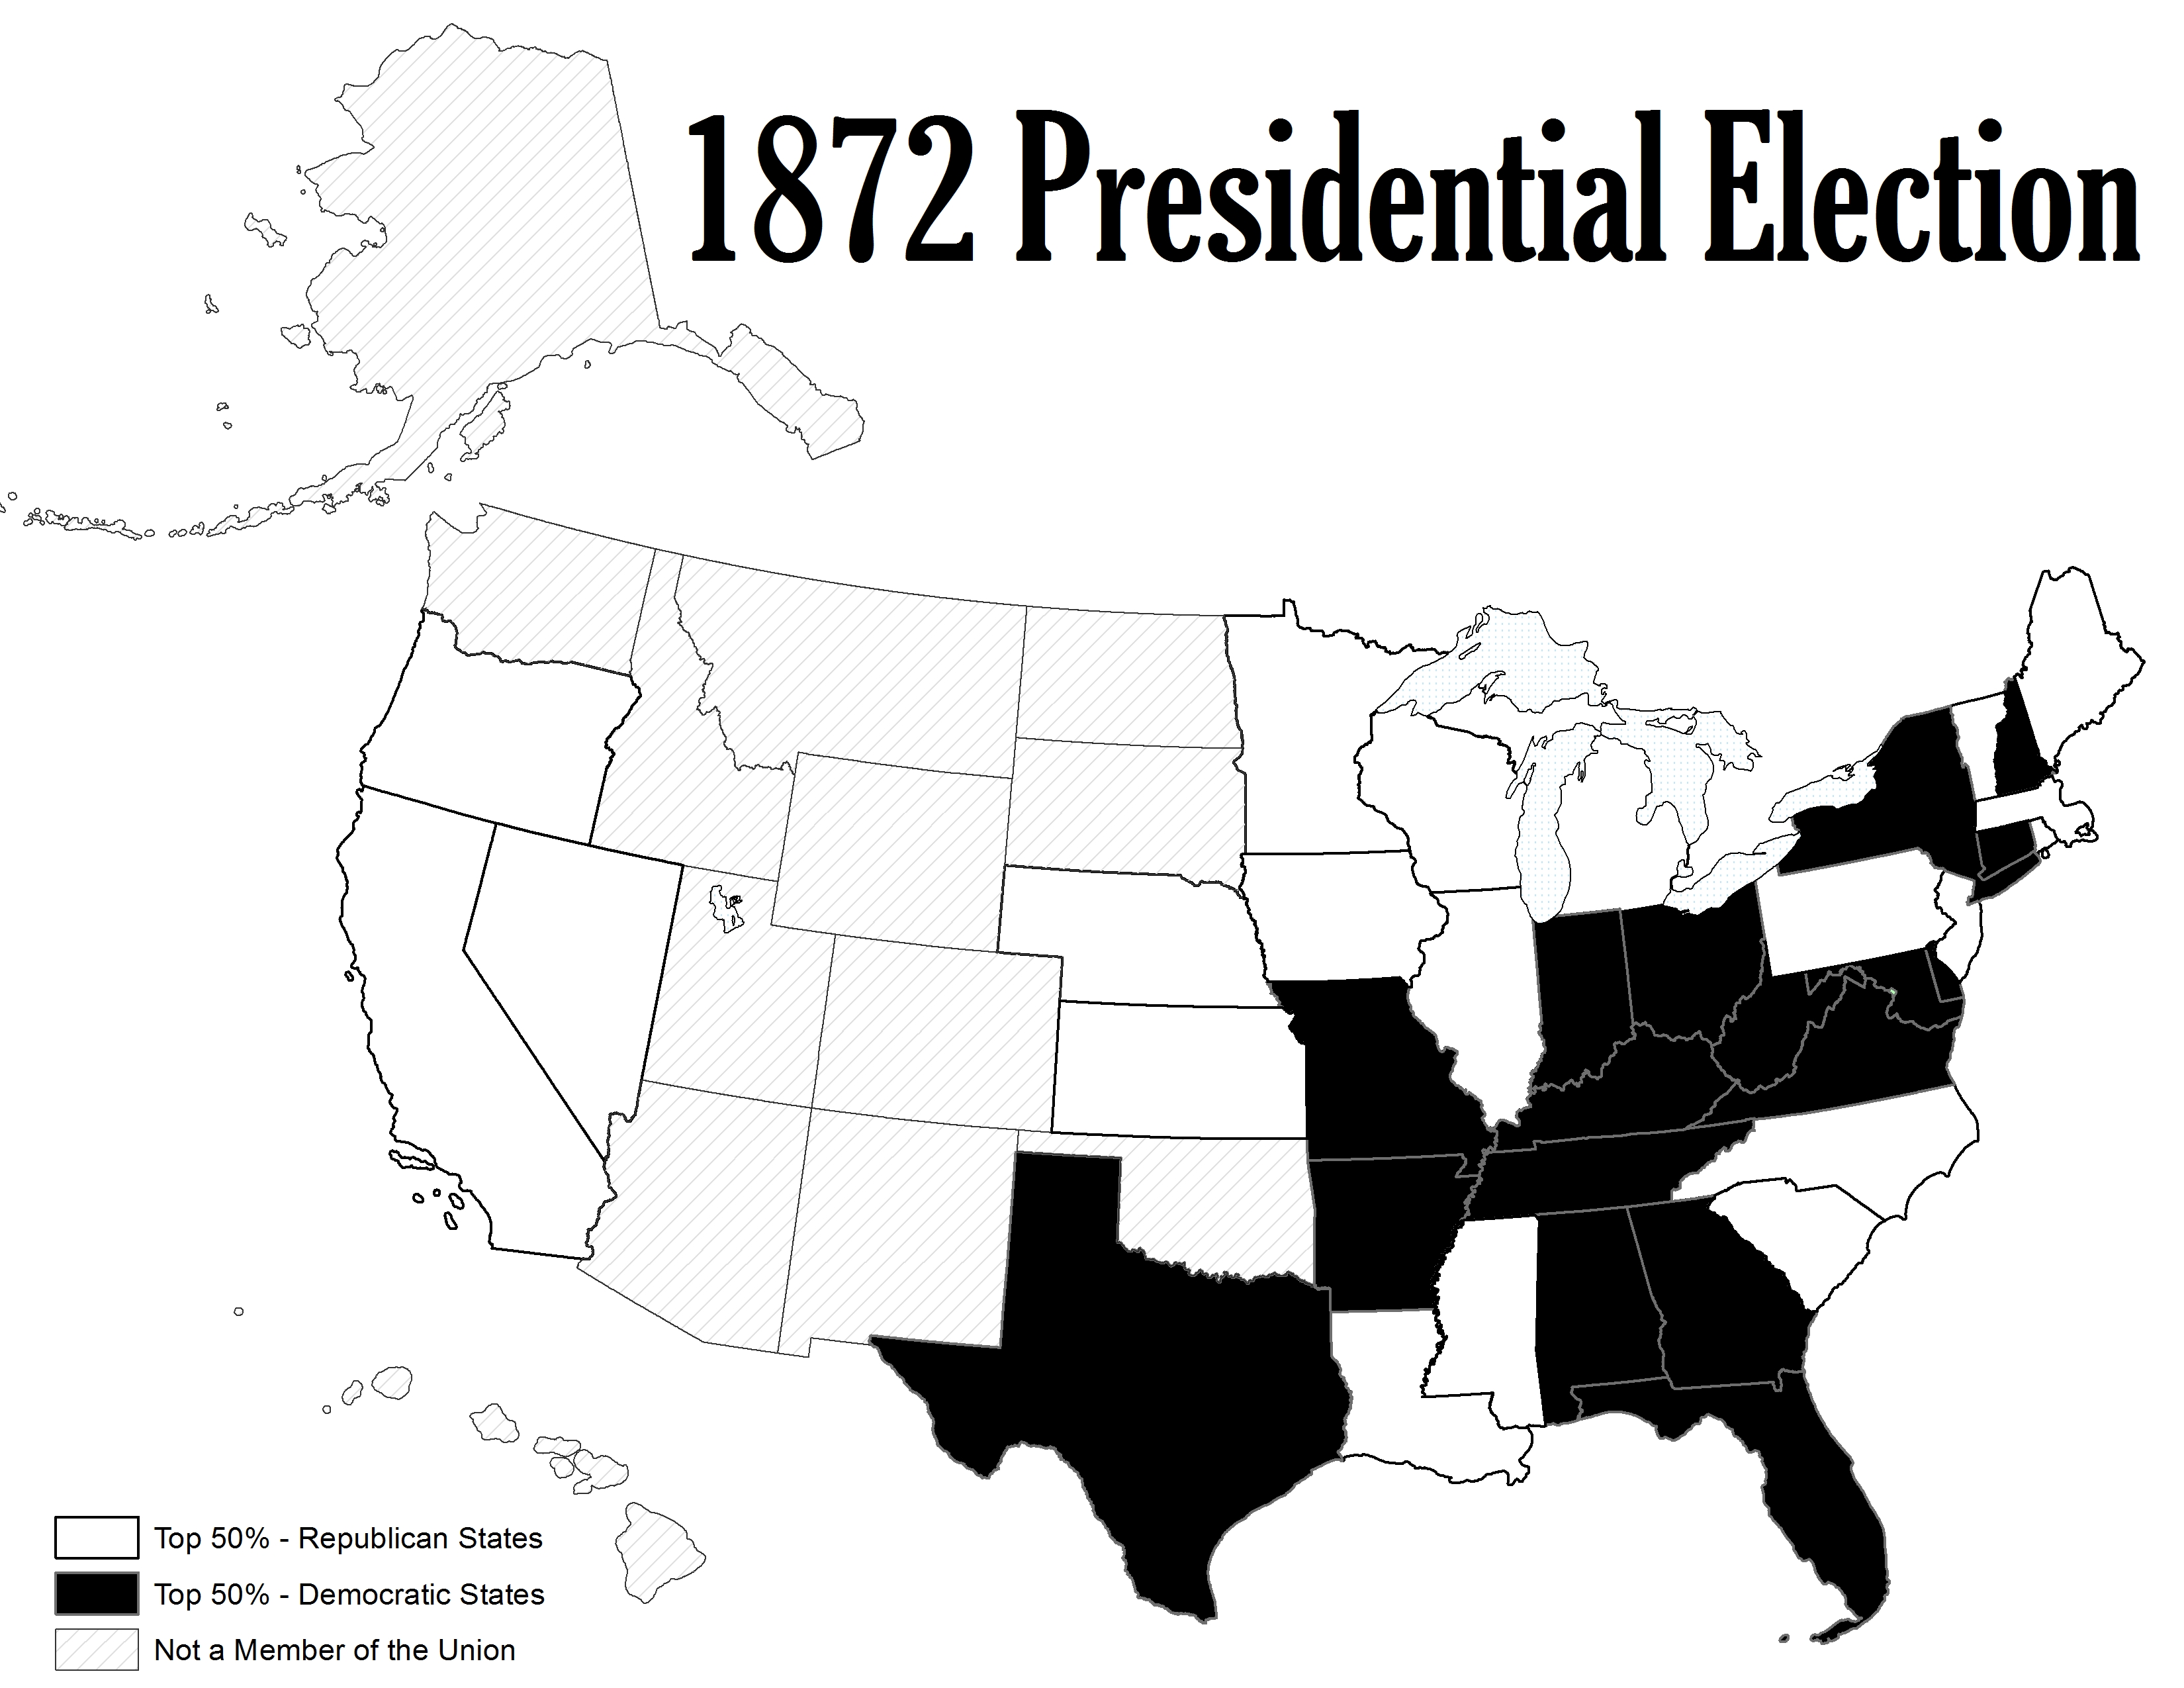 1872 Presidential Election
Top 50% - Republican States
Top 50% - Democratic States
Not a Member of the Union